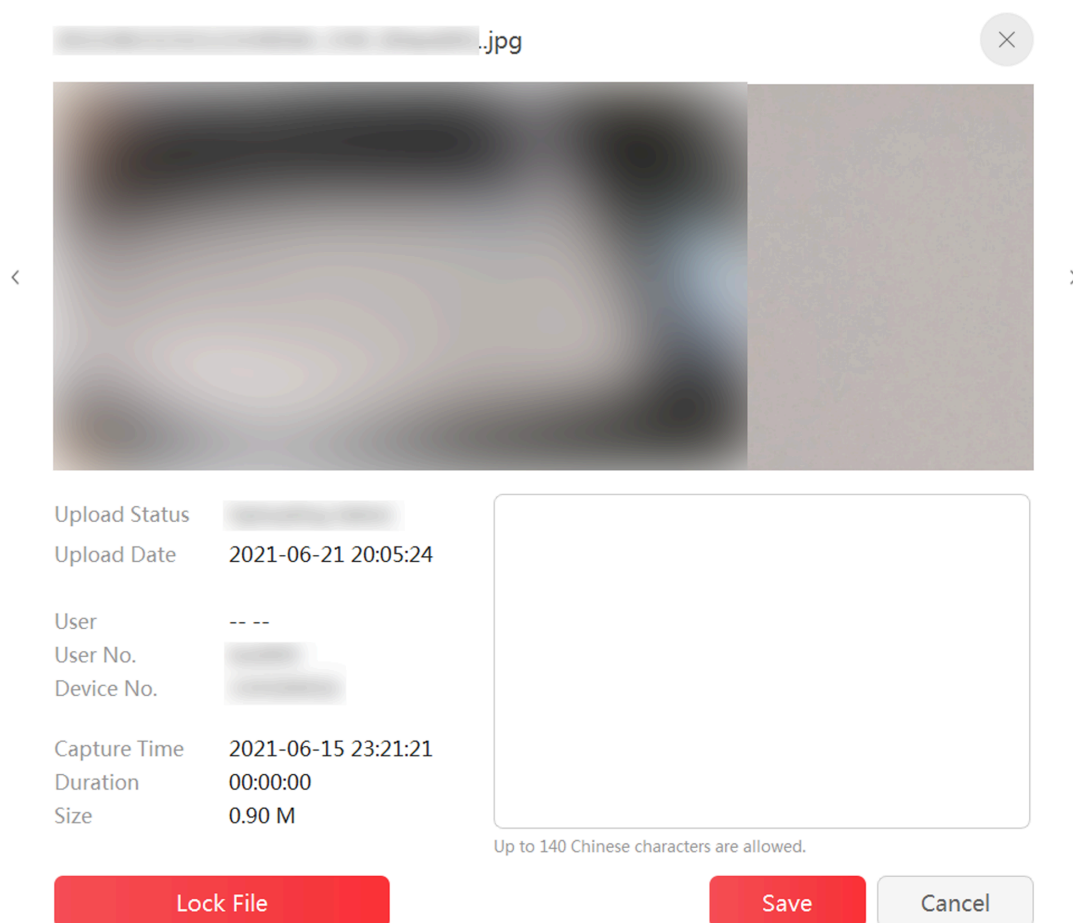 .jpg
Upload Status
Upload Date 2021-06-21 20:05:24
User -- --
User No.
Device No.
Capture Time 2021-06-15 23:21:21
Duration 00:00:00
Size 0.90 M
Up to 140 Chinese characters are allowed.
Lock File Save Cancel